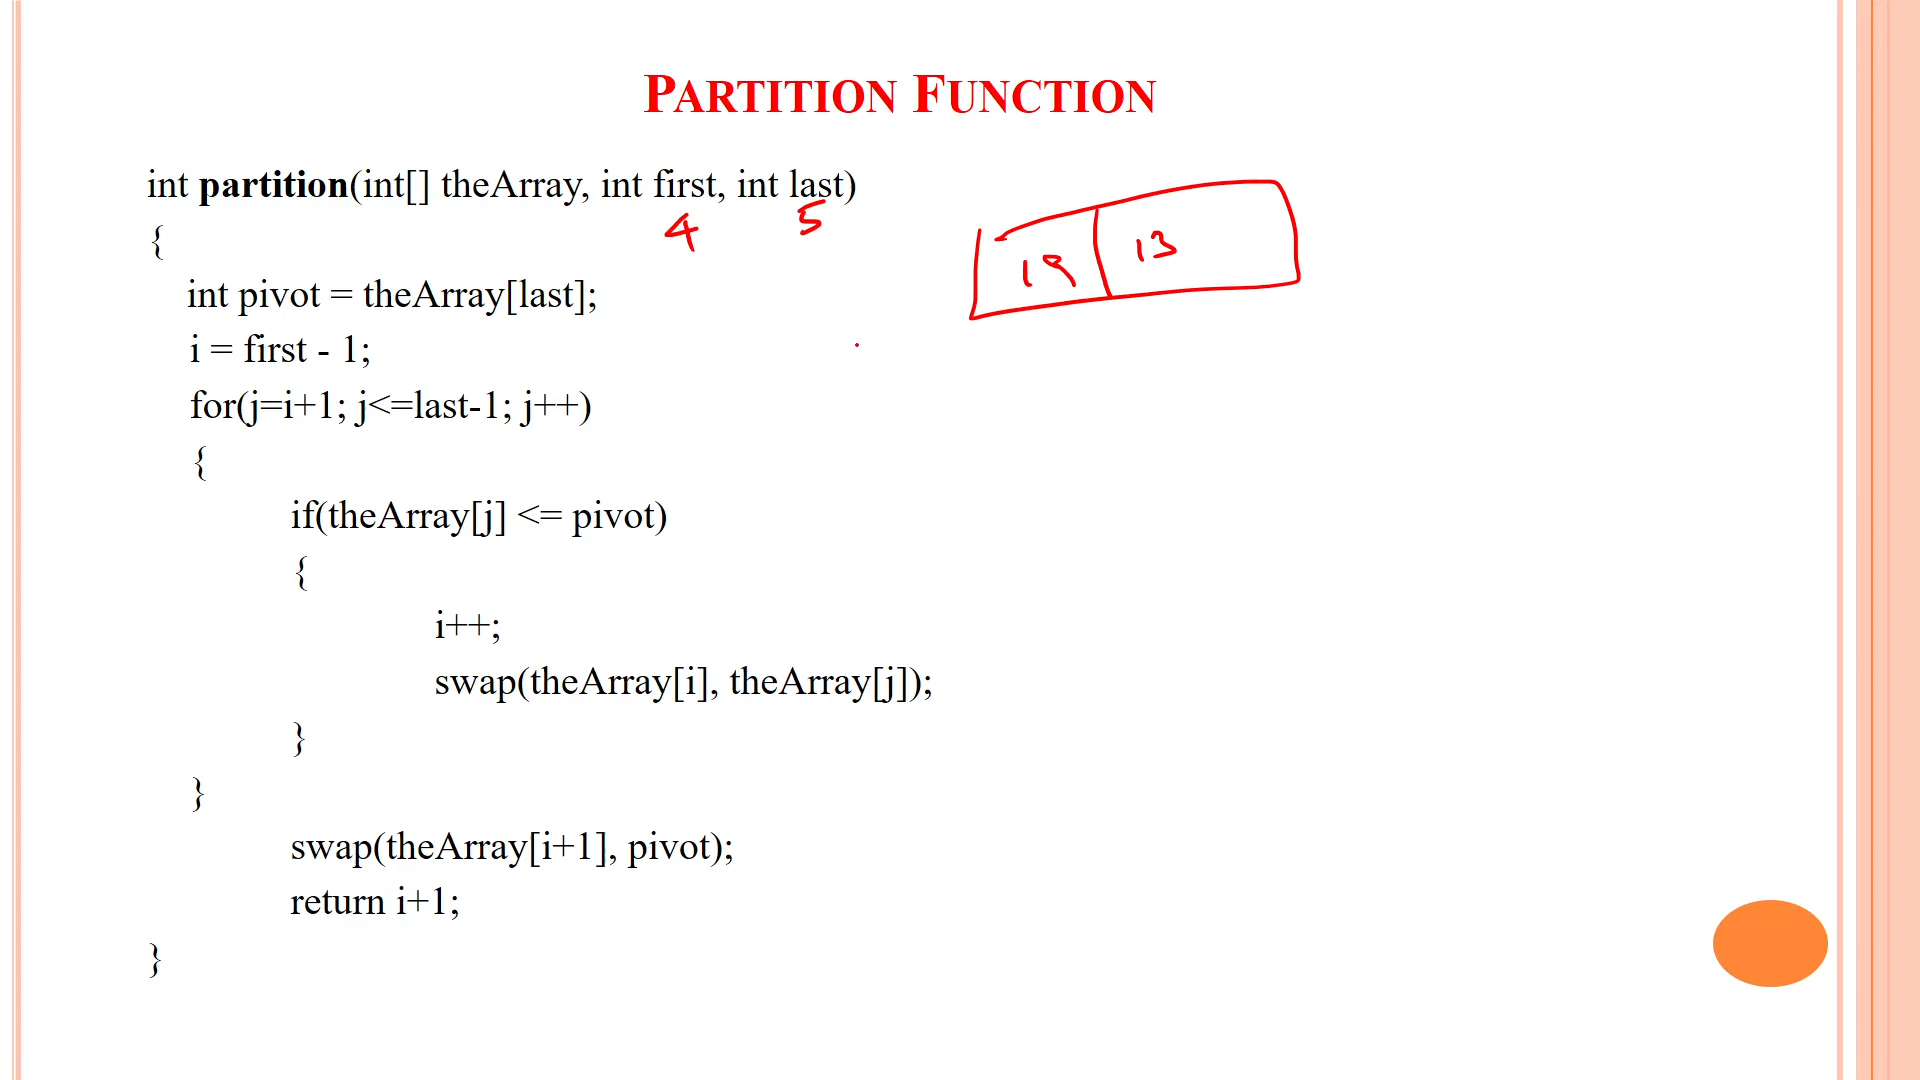 PARTITION FUNCTION
int partition(int[] theArray, int first, int last)
4 5
{
19 13
int pivot = theArray[last];
i = first - 1;
for(j=i+1; j<=last-1; j++)
{
if(theArray[j] <= pivot)
{
i++;
swap(theArray[i], theArray[j]);
}
}
swap(theArray[i+1], pivot);
return i+1;
}